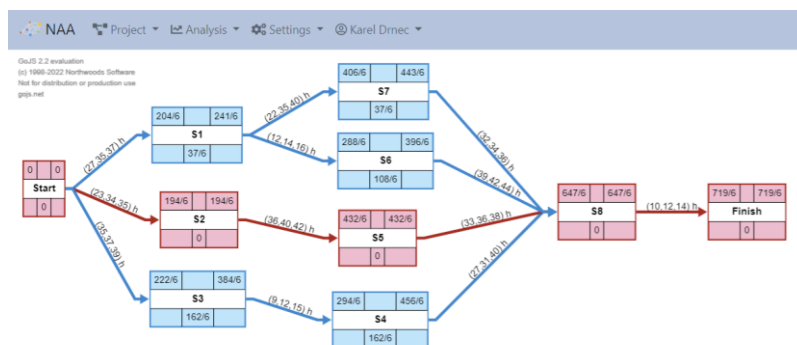 NAA Project Analysis Settings Karel Drnec
GoJS 2.2 evaluation
(c) 1998-2022 Northwoods Software
Not for distribution or production use
gojs.net
406/6 443/6
S7
37/6
204/6 241/6
S1
37/6
(22,35,40) h
(12,14,16) h
288/6 396/6
S6
108/6
(32,34,36) h
(27,35,37) h
(39,42,44) h
0 0
Start
0
(23,34,35) h
194/6 194/6
S2
0
(36,40,42) h
432/6 432/6
S5
0
(33,36,38) h
647/6 647/6
S8
0
(10,12,14) h
719/6 719/6
Finish
0
(35,37,39) h
222/6 384/6
S3
162/6
(9,12,15) h
294/6 456/6
S4
162/6
(27,31,40) h